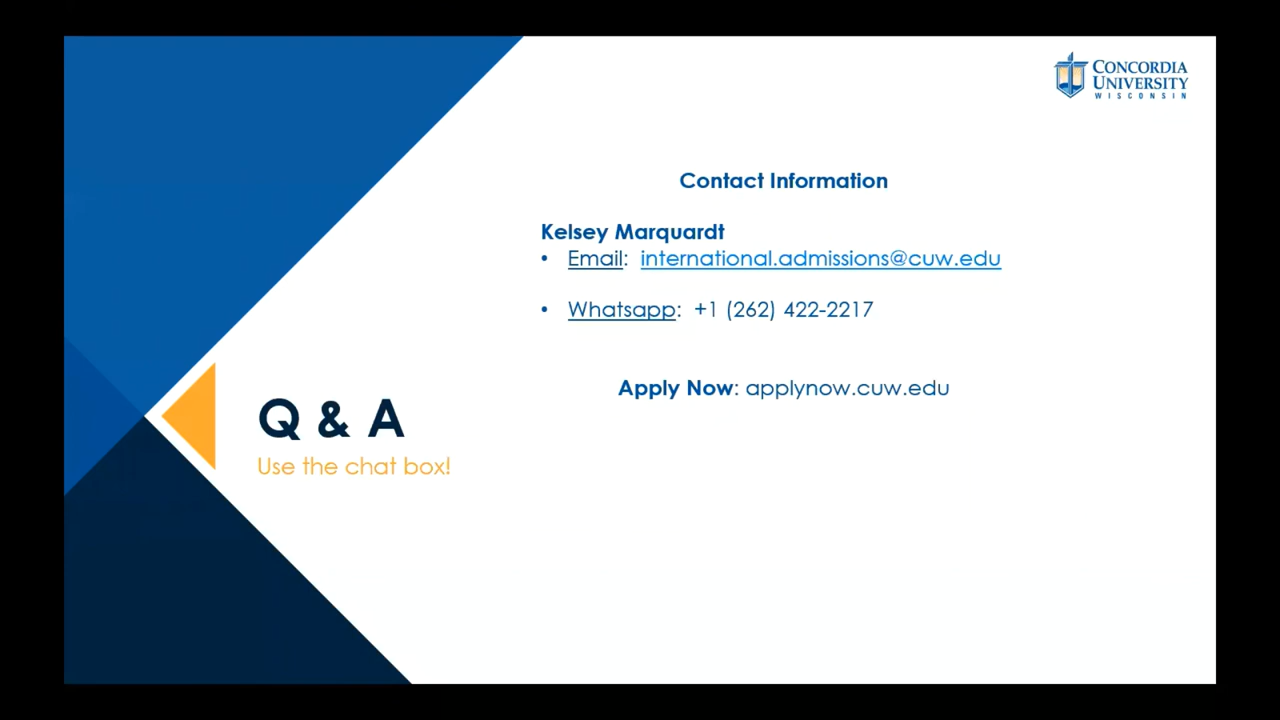 CONCORDIA
UNIVERSITY
WISCONSIN
Contact Information
Kelsey Marquardt
• Email: international.admissions@cuw.edu
• Whatsapp: +1 (262) 422-2217
Apply Now: applynow.cuw.edu
Q & A
Use the chat box!